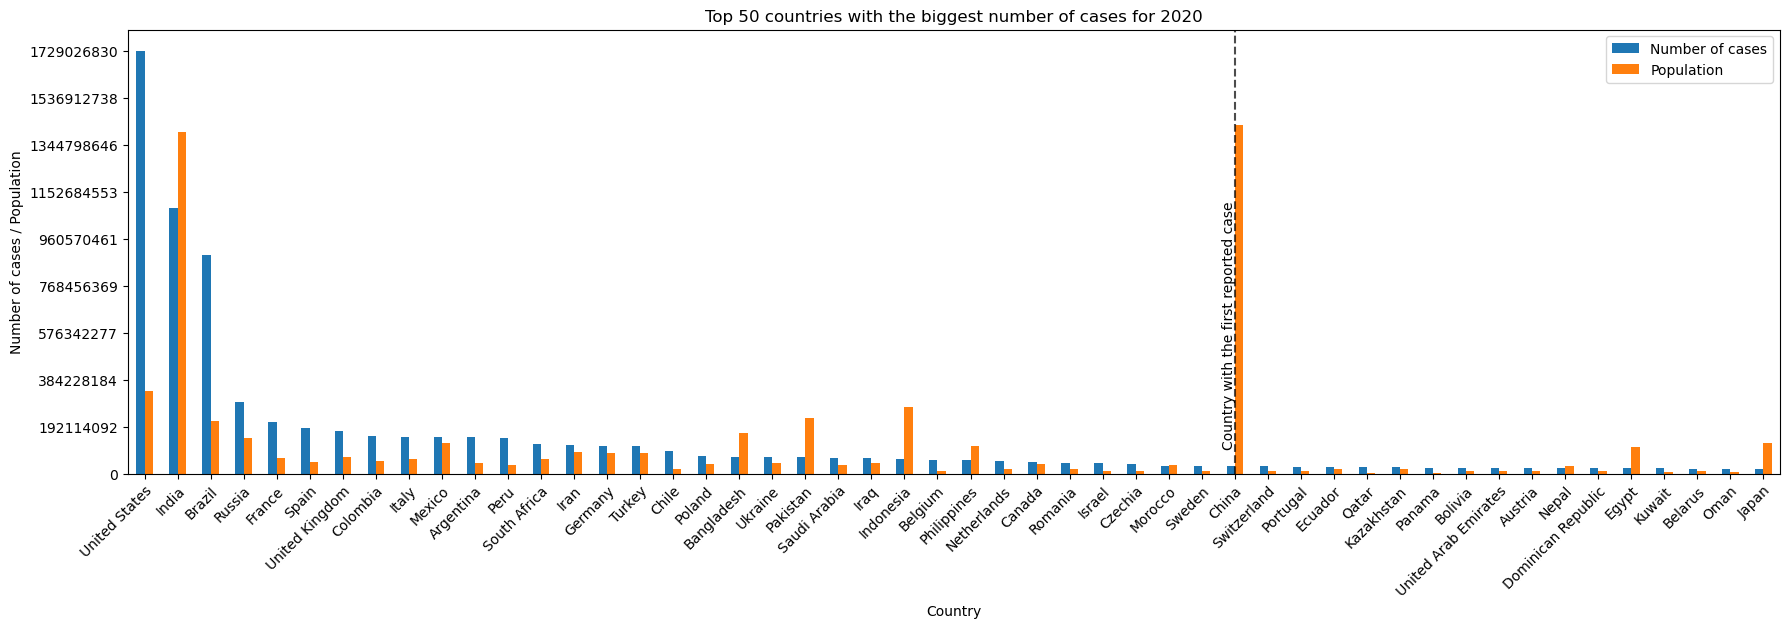 Top 50 countries with the biggest number of cases for 2020
Number of cases / Population
1729026830
1536912738
1344798646
1152684553
960570461
768456369
576342277
384228184
192114092
0
Number of cases
Population
Country with the first reported case
United States
India
Brazil
Russia
France
Spain
United Kingdom
Colombia
Italy
Mexico
Argentina
Peru
South Africa
Iran
Germany
Turkey
Chile
Poland
Bangladesh
Ukraine
Pakistan
Saudi Arabia
Iraq
Indonesia
Belgium
Philippines
Netherlands
Canada
Romania
Israel
Czechia
Morocco
Sweden
China
Switzerland
Portugal
Ecuador
Qatar
Kazakhstan
Panama
Bolivia
United Arab Emirates
Austria
Nepal
Dominican Republic
Egypt
Kuwait
Belarus
Oman
Japan
Country